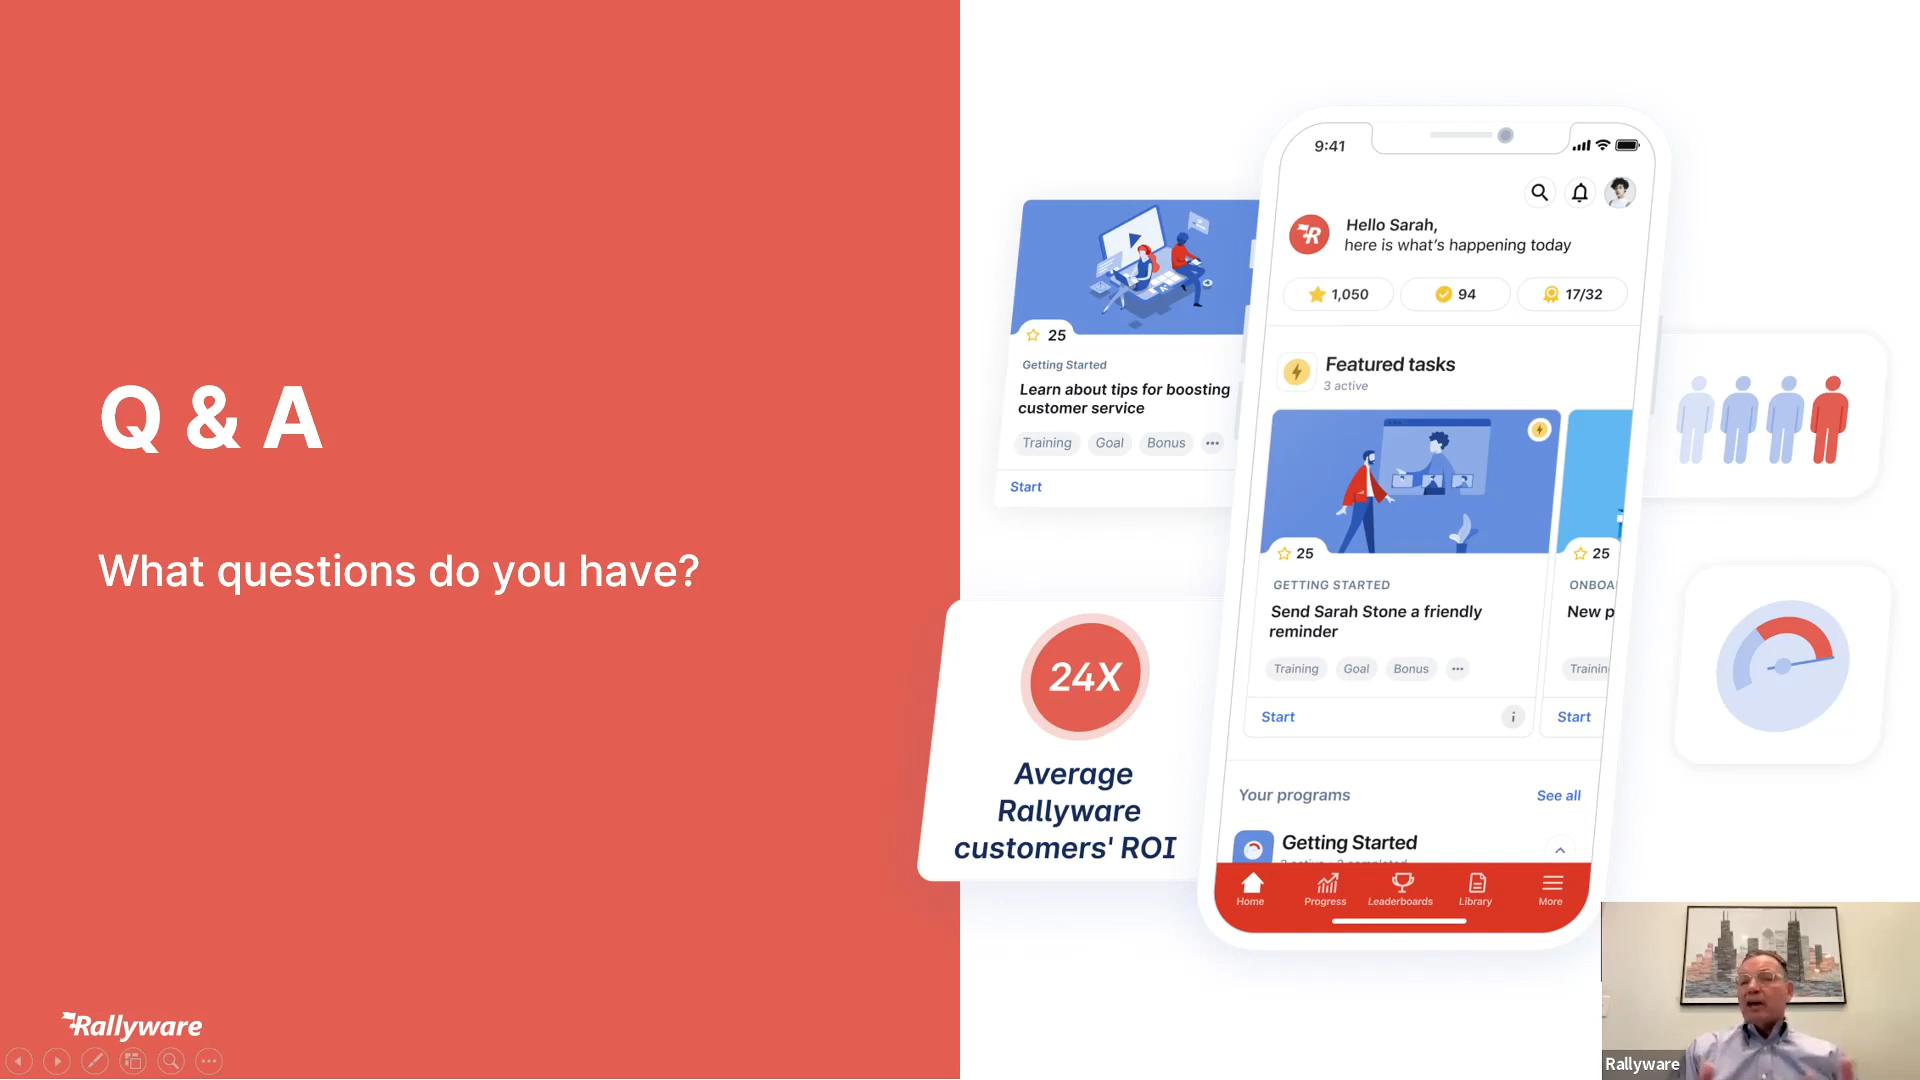 Q & A
What questions do you have?
Rallyware
25
Getting Started
Learn about tips for boosting
customer service
Training
Goal
Bonus
Start
24X
Average
Rallyware
customers' ROI
9:41
R
Hello Sarah,
here is what's happening today
1,050
94
17/32
Featured tasks
3 active
25
GETTING STARTED
Send Sarah Stone a friendly
reminder
Training
Goal
Bonus
Start
i
25
ONBOA
New p
Trainin
Start
Your programs
See all
Getting Started
Home
Progress
Leaderboards
Library
More
Rallyware